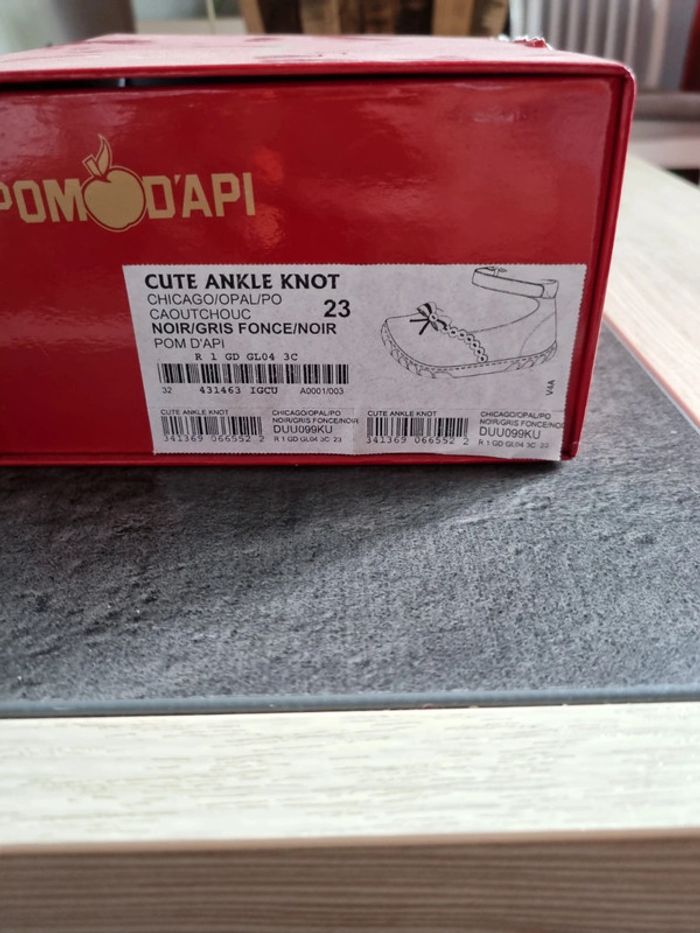 POM D'API
CUTE ANKLE KNOT
CHICAGO/OPAL/PO
CAOUTCHOUC 23
NOIR/GRIS FONCE/NOIR
POM D'API
R 1 GD GL04 3C
32 431463 IGCU A0001/003
V4A
CUTE ANKLE KNOT
341369 066552 2
CHICAGO/OPAL/PO
NOIR/GRIS FONCE/NOIR
DUU099KU
R 1 GD GL04 3C 23
CUTE ANKLE KNOT
341369 066552 2
CHICAGO/OPAL/PO
NOIR/GRIS FONCE/NOI
DUU099KU
R 1 GD GL04 3C 23